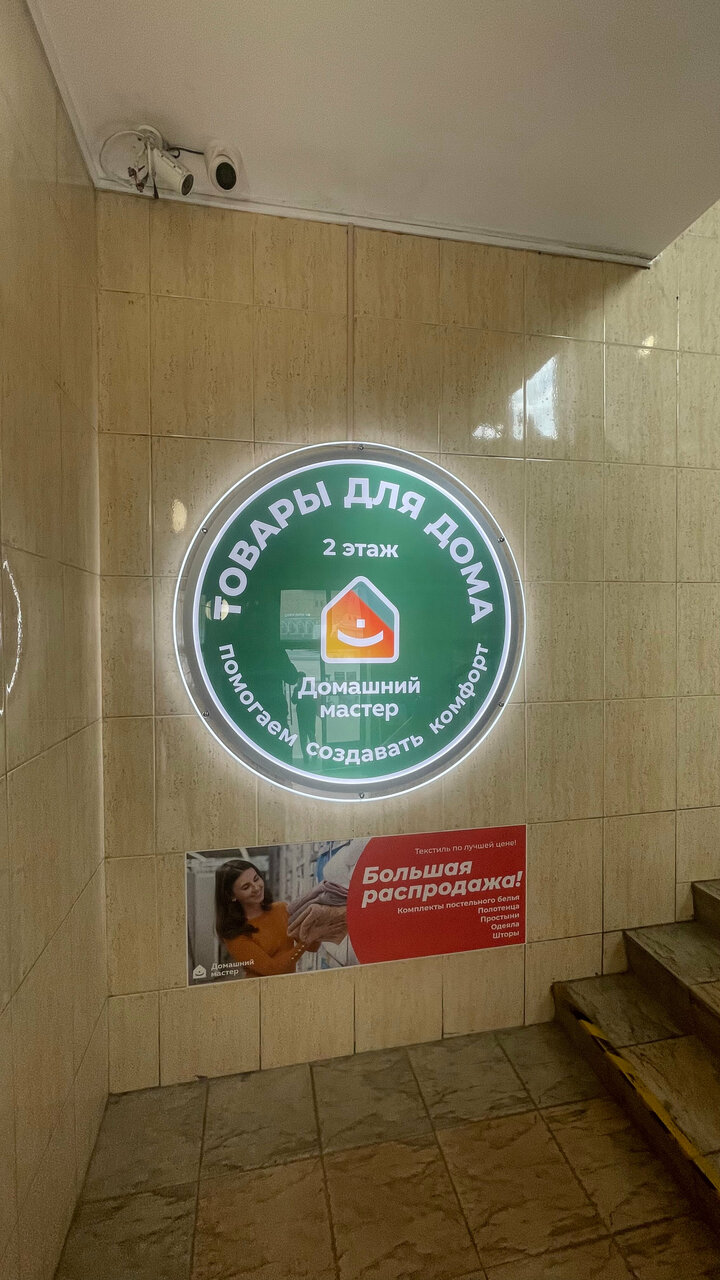 ТОВАРЫ ДЛЯ ДОМА
2 этаж
Домашний
мастер
помогаем создавать комфорт
Текстиль по лучшей цене!
Большая
распродажа!
Комплекты постельного белья
Полотенца
Простыни
Одеяла
Шторы
Домашний
мастер